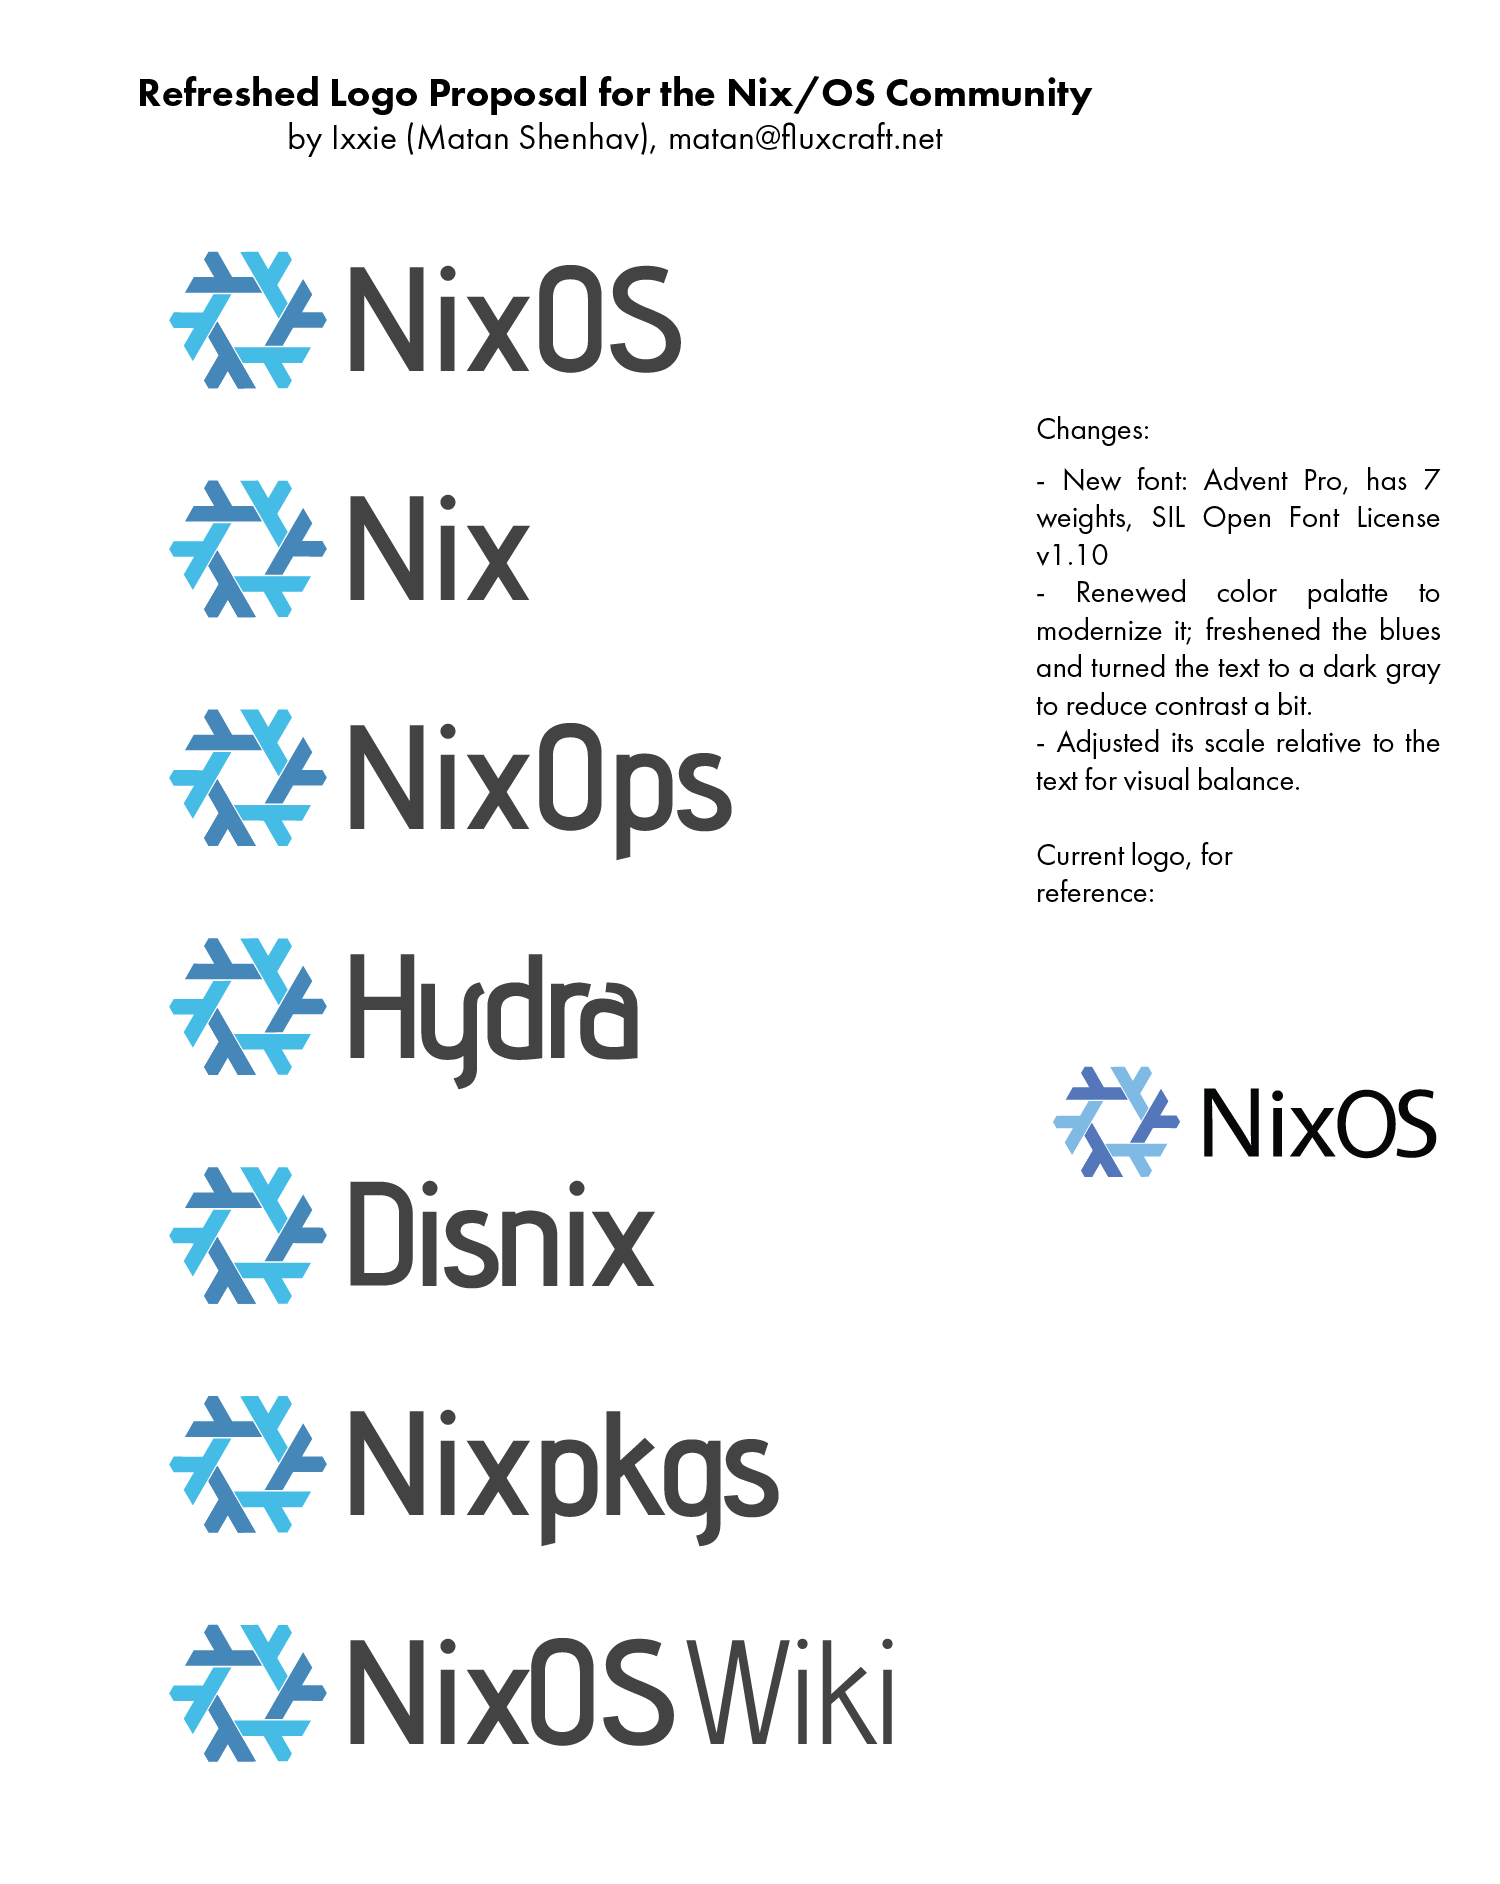 Refreshed Logo Proposal for the Nix/OS Community
by Ixxie (Matan Shenhav), matan@fluxcraft.net
NixOS
Nix
NixOps
Hydra
Disnix
Nixpkgs
NixOS Wiki
Changes:
- New font: Advent Pro, has 7
weights, SIL Open Font License
v1.10
- Renewed color palatte to
modernize it; freshened the blues
and turned the text to a dark gray
to reduce contrast a bit.
- Adjusted its scale relative to the
text for visual balance.
Current logo, for
reference:
NixOS